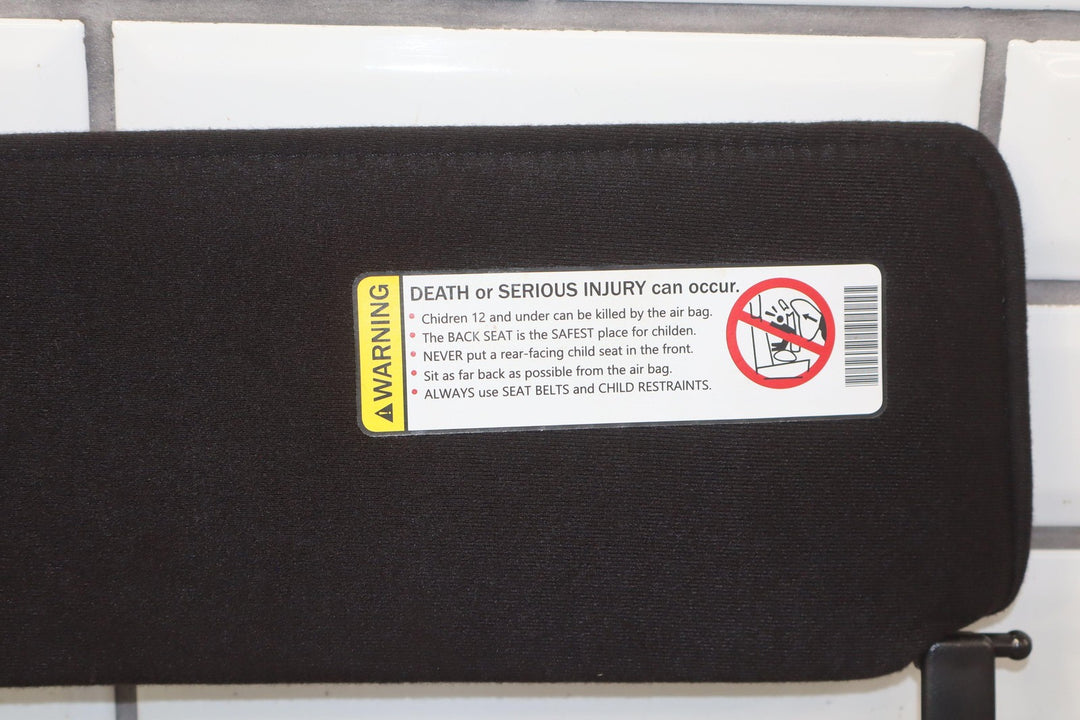 WARNING
DEATH or SERIOUS INJURY can occur.
• Chidren 12 and under can be killed by the air bag.
• The BACK SEAT is the SAFEST place for childen.
• NEVER put a rear-facing child seat in the front.
• Sit as far back as possible from the air bag.
• ALWAYS use SEAT BELTS and CHILD RESTRAINTS.